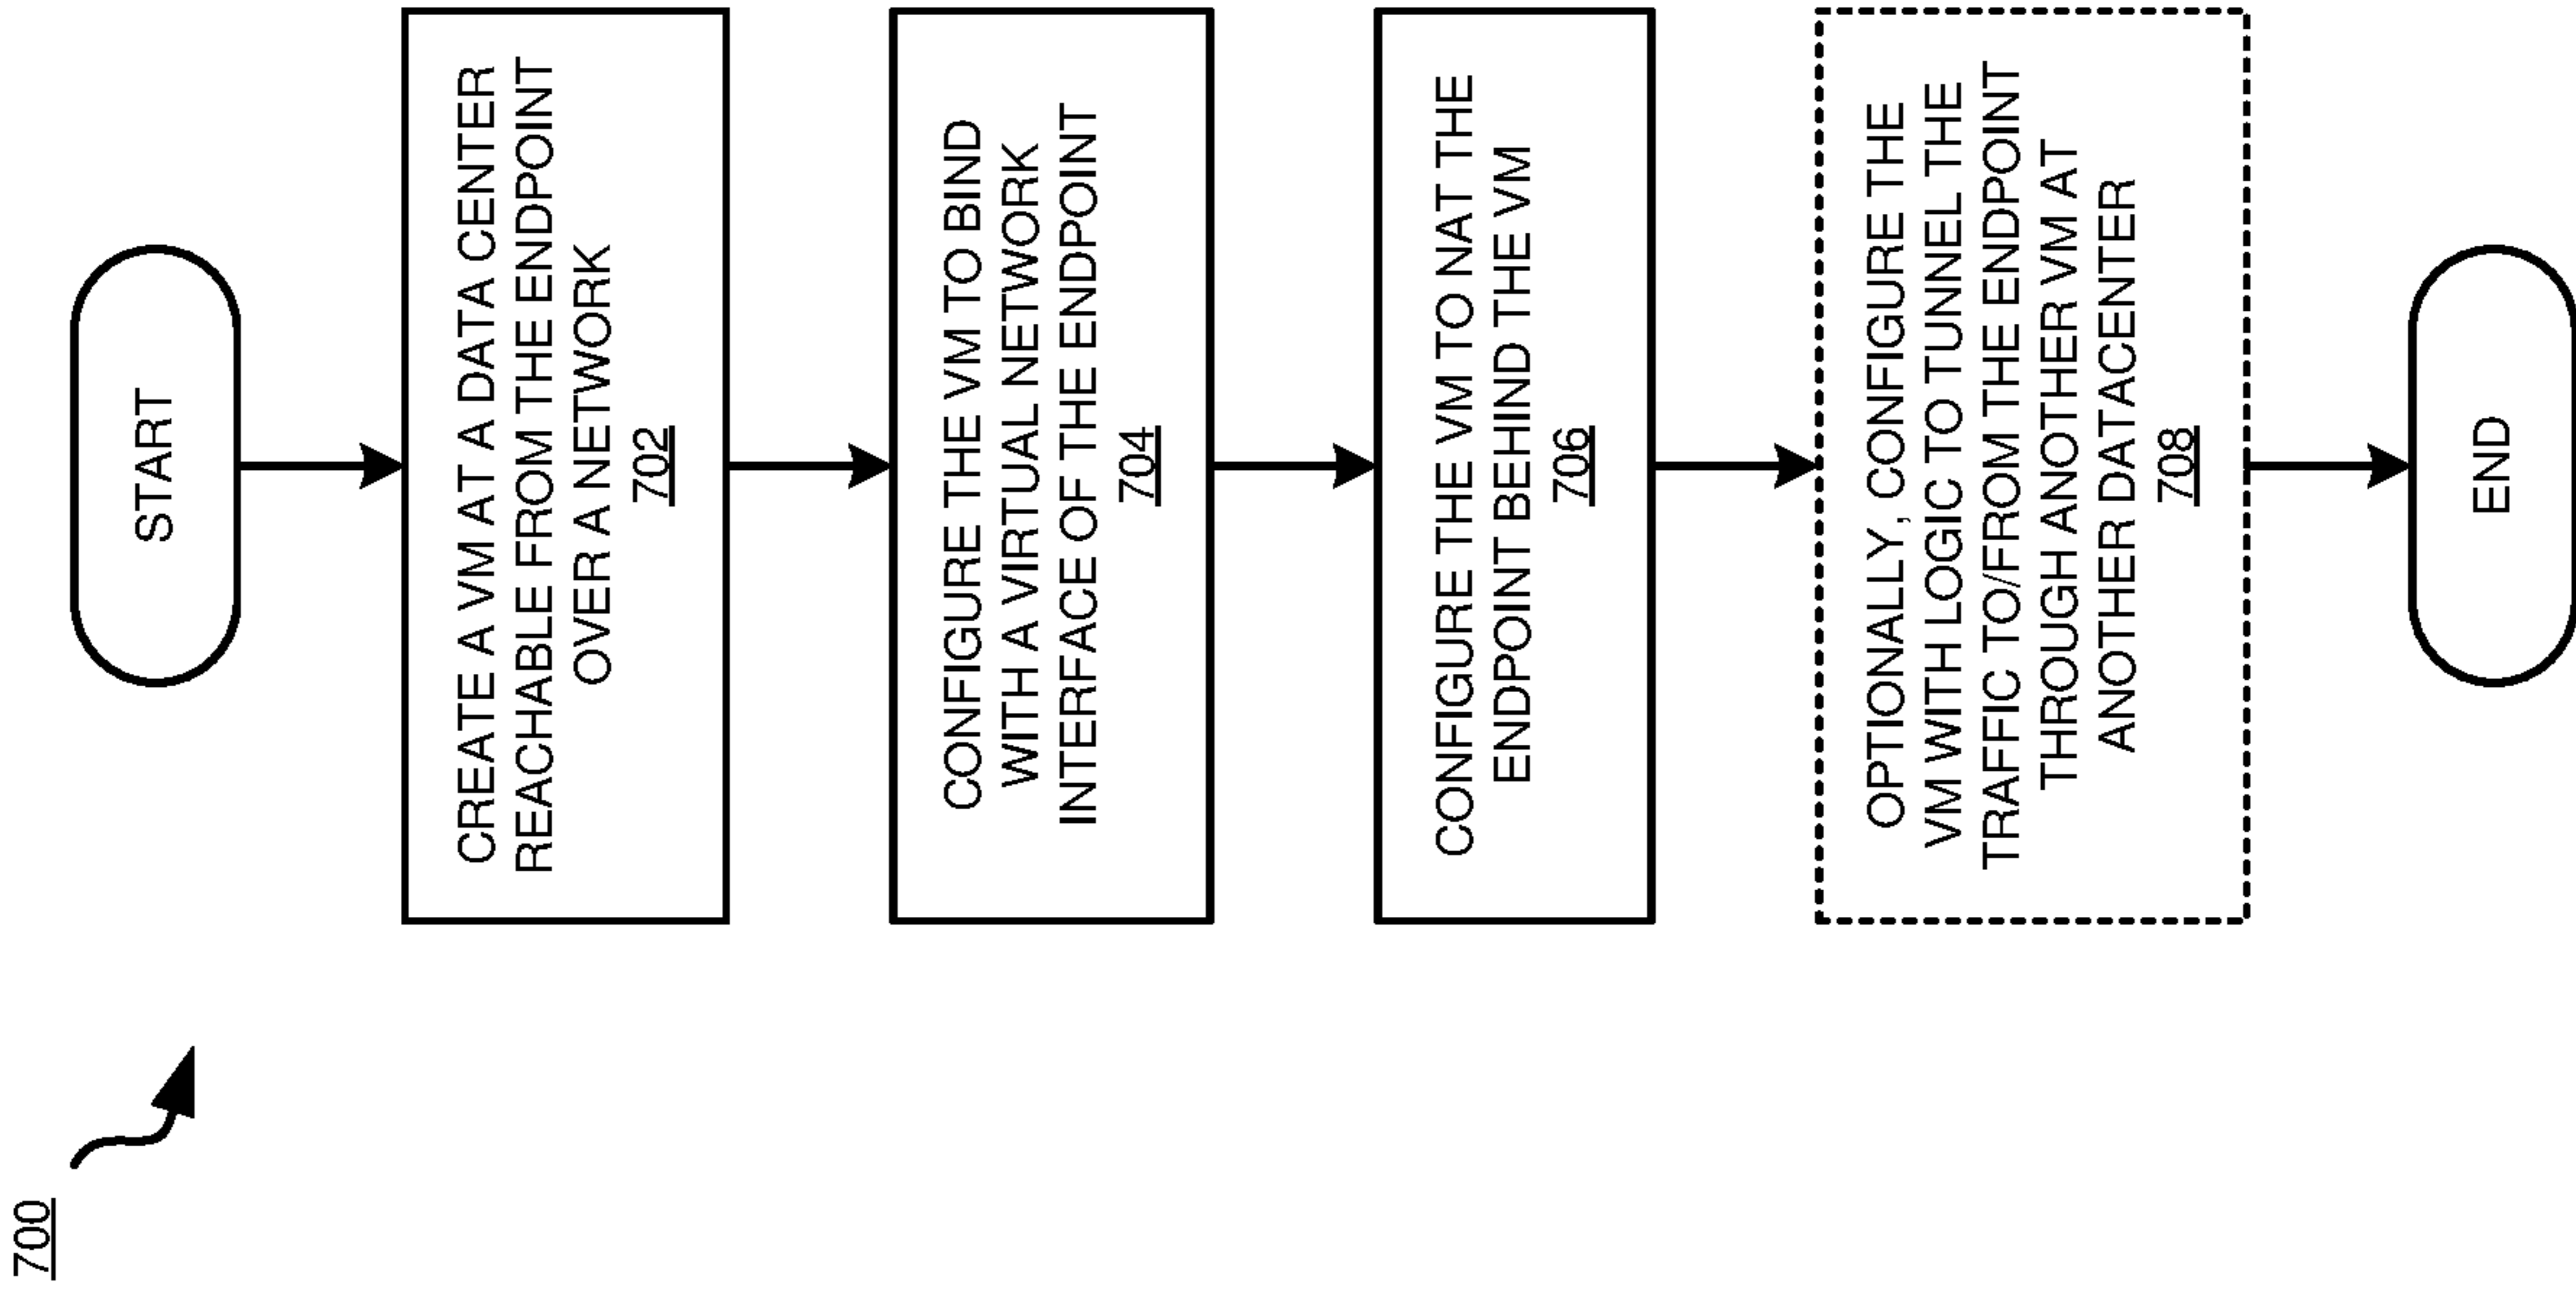 700
START
CREATE A VM AT A DATA CENTER
REACHABLE FROM THE ENDPOINT
OVER A NETWORK
702
CONFIGURE THE VM TO BIND
WITH A VIRTUAL NETWORK
INTERFACE OF THE ENDPOINT
704
CONFIGURE THE VM TO NAT THE
ENDPOINT BEHIND THE VM
706
OPTIONALLY, CONFIGURE THE
VM WITH LOGIC TO TUNNEL THE
TRAFFIC TO/FROM THE ENDPOINT
THROUGH ANOTHER VM AT
ANOTHER DATACENTER
708
END